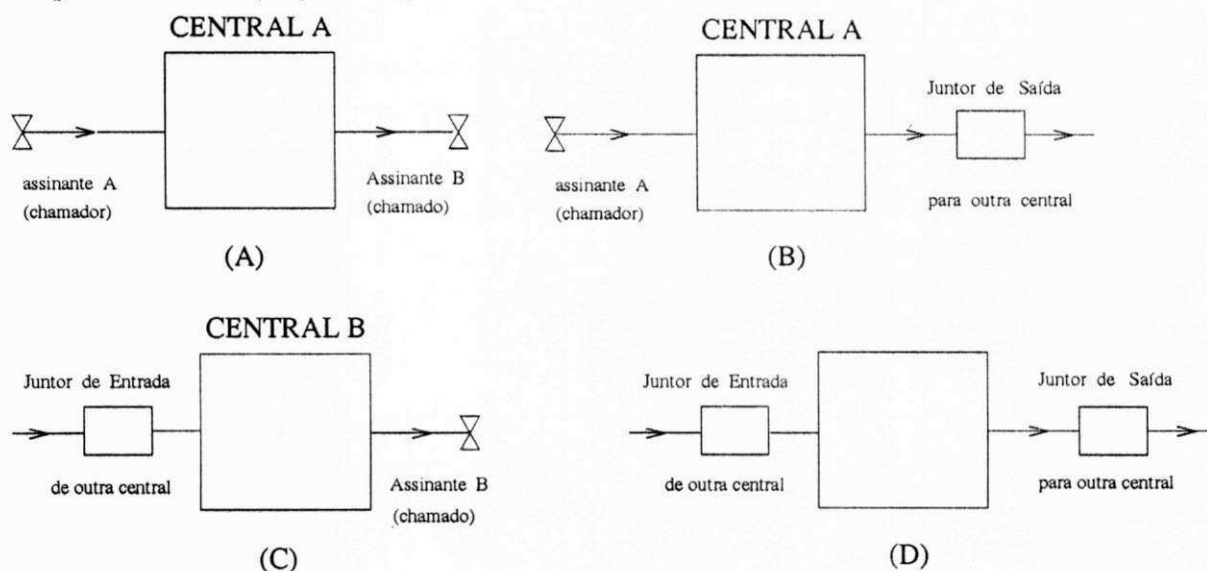 CENTRAL A
assinante A
(chamador)
Assinante B
(chamado)
(A)
CENTRAL A
Juntor de Saída
assinante A
(chamador)
para outra central
(B)
CENTRAL B
Juntor de Entrada
de outra central
Assinante B
(chamado)
(C)
Juntor de Entrada
de outra central
Juntor de Saída
para outra central
(D)